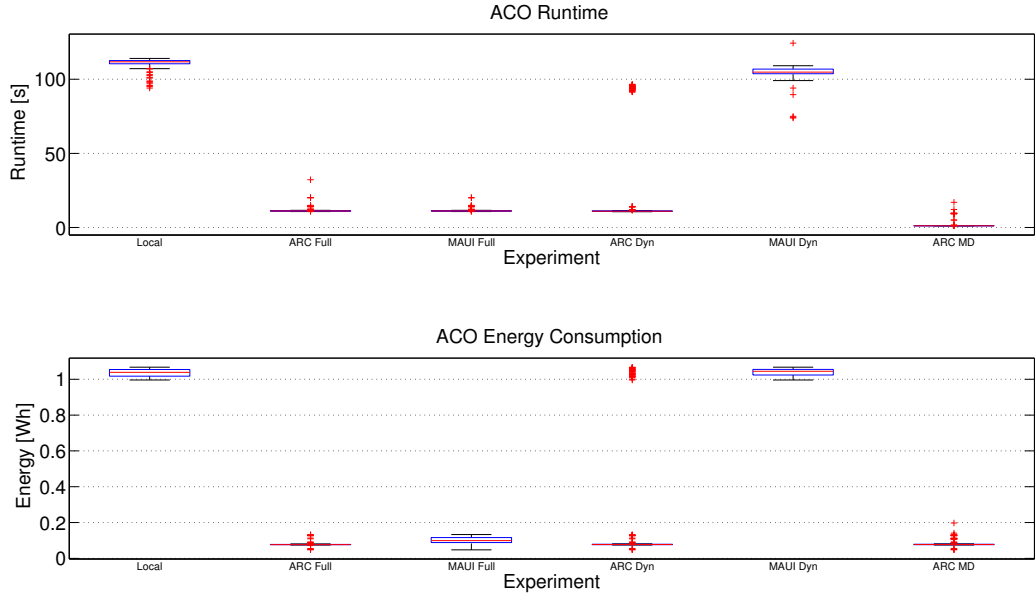 ACO Runtime
Runtime [s]
100
50
0
Local ARC Full MAUI Full ARC Dyn MAUI Dyn ARC MD
Experiment
ACO Energy Consumption
Energy [Wh]
1
0.8
0.6
0.4
0.2
0
Local ARC Full MAUI Full ARC Dyn MAUI Dyn ARC MD
Experiment